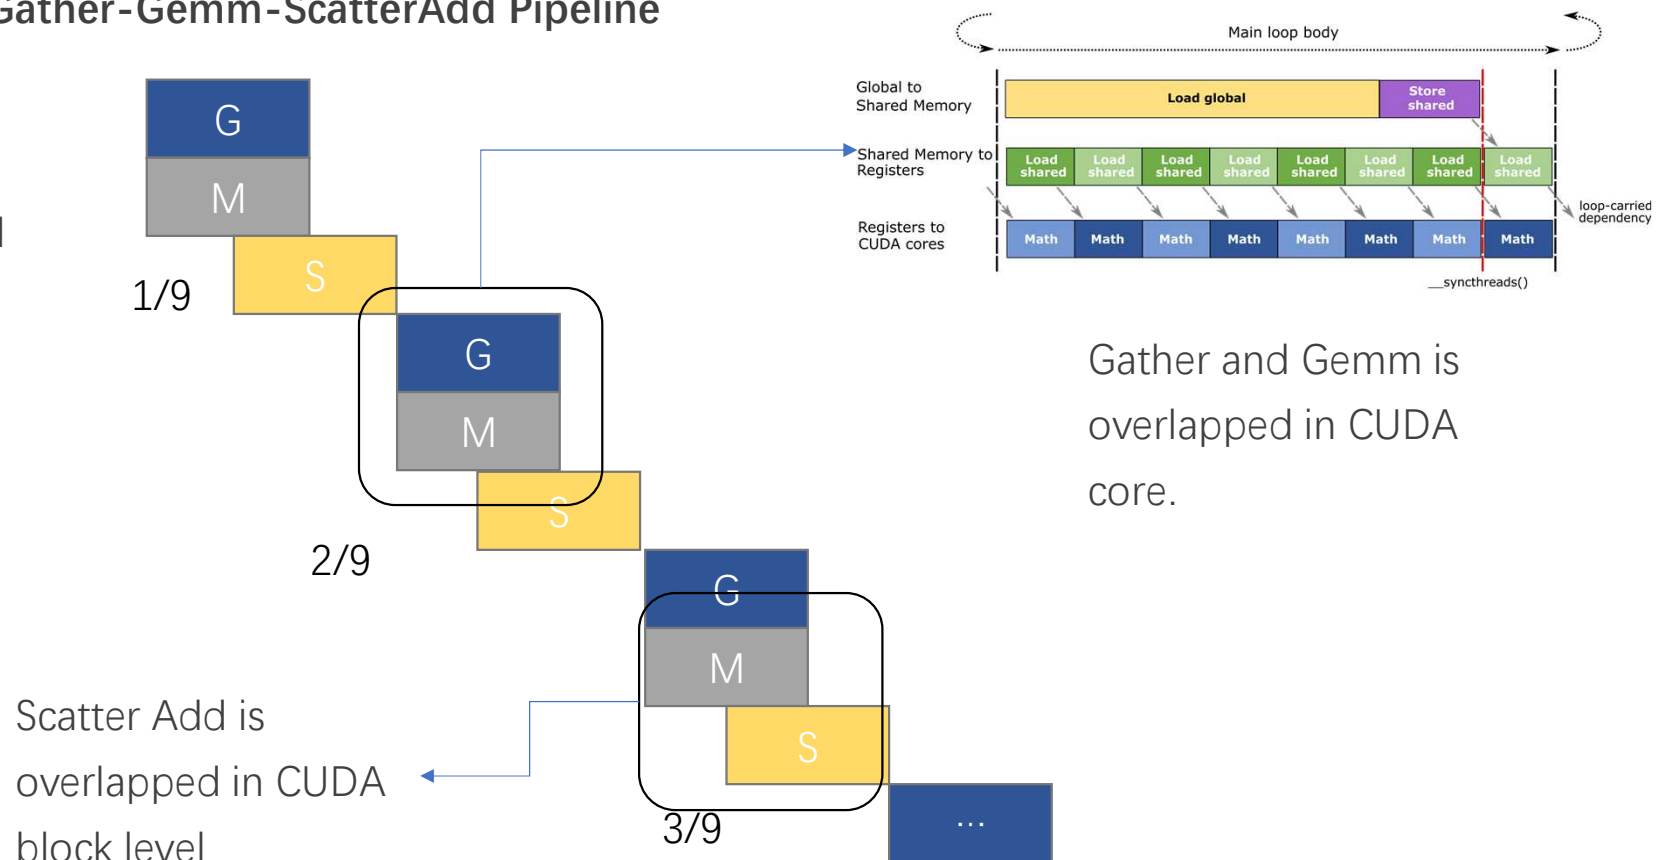 Gather-Gemm-ScatterAdd Pipeline
G
M
S
1/9
G
M
S
2/9
G
M
S
3/9
...
Main loop body
Global to
Shared Memory
Load global
Store
shared
Shared Memory to
Registers
Load
shared
Load
shared
Load
shared
Load
shared
Load
shared
Load
shared
Load
shared
Load
shared
loop-carried
dependency
Registers to
CUDA cores
Math
Math
Math
Math
Math
Math
Math
Math
__syncthreads()
Gather and Gemm is
overlapped in CUDA
core.
Scatter Add is
overlapped in CUDA
block level